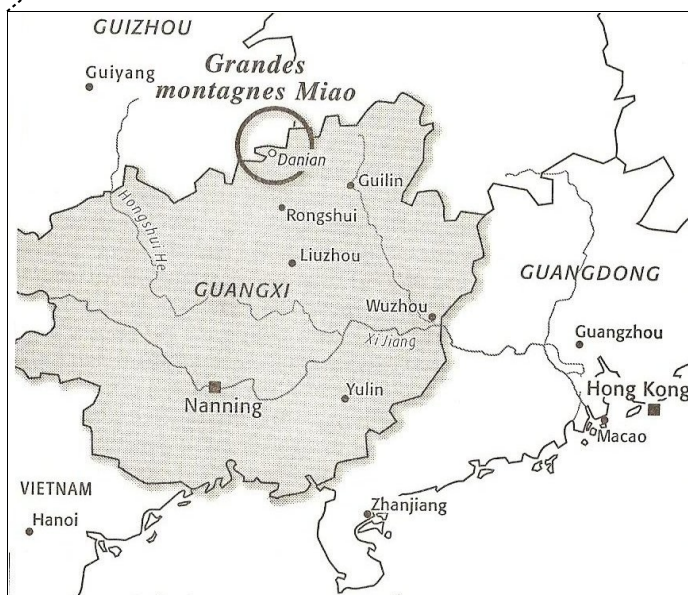 GUIZHOU
Guiyang
Grandes
montagnes Miao
Danian
Guilin
Hongshui He
Rongshui
Liuzhou
GUANGXI
GUANGDONG
Wuzhou
Xi Jiang
Guangzhou
Nanning
Yulin
Hong Kong
Macao
VIETNAM
Zhanjiang
Hanoi